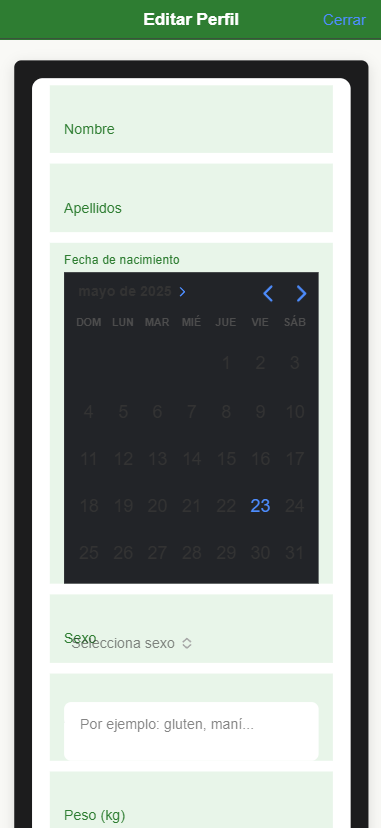 Editar Perfil
Cerrar
Nombre
Apellidos
Fecha de nacimiento
mayo de 2025
DOM LUN MAR MIÉ JUE VIE SÁB
1 2 3
4 5 6 7 8 9 10
11 12 13 14 15 16 17
18 19 20 21 22 23 24
25 26 27 28 29 30 31
Sexo
Selecciona sexo
Por ejemplo: gluten, maní...
Peso (kg)